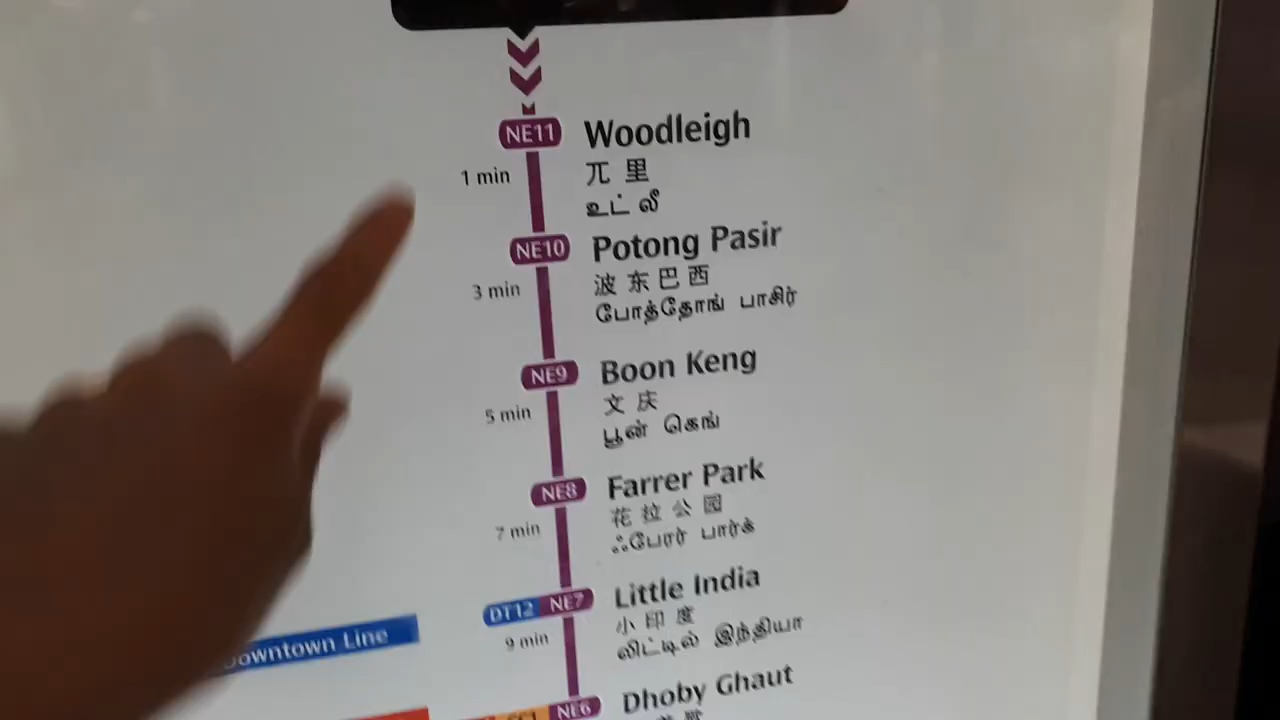 NE11 Woodleigh
兀里
உட்லீ
1 min
NE10 Potong Pasir
波东巴西
போத்தோங் பாசிர்
3 min
NE9 Boon Keng
文庆
பூன் கெங்
5 min
NE8 Farrer Park
花拉公园
ஃபேரர் பார்க்
7 min
DT12 NE7 Little India
小印度
லிட்டில் இந்தியா
Downtown Line
9 min
NE6 Dhoby Ghaut